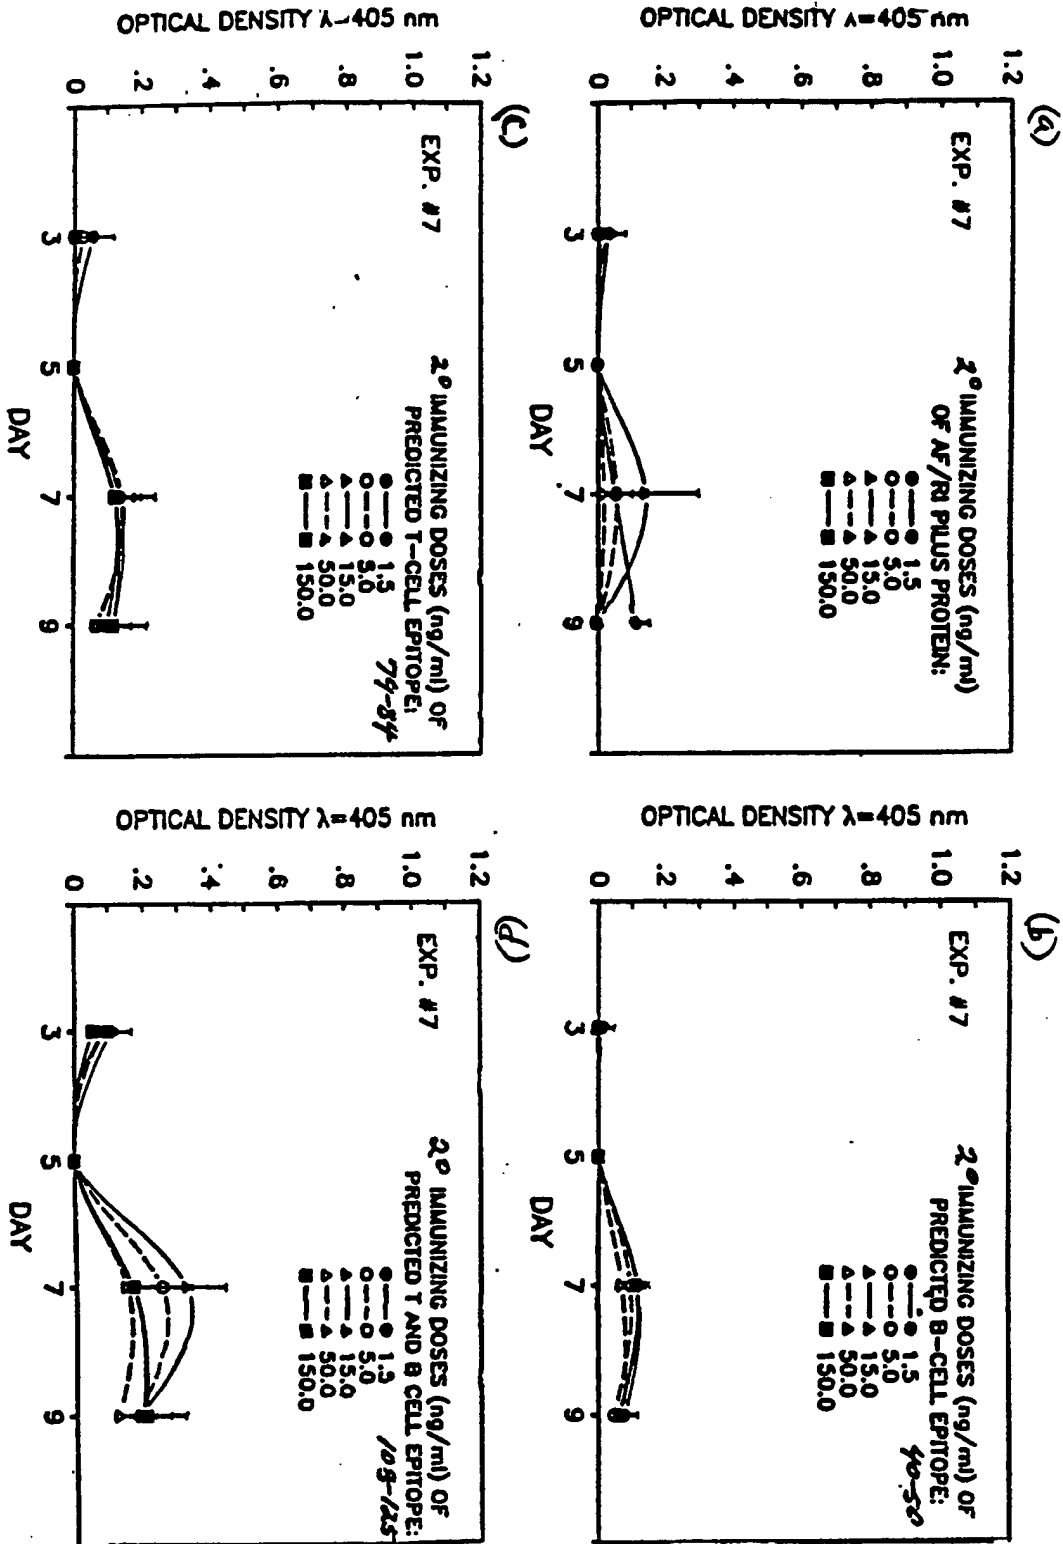 (a)
EXP. #7
2° IMMUNIZING DOSES (ng/ml)
OF AF/RI PILUS PROTEIN:
●——● 1.5
○--○ 5.0
▲——▲ 15.0
△--△ 50.0
■——■ 150.0
OPTICAL DENSITY λ=405 nm
1.2
1.0
.8
.6
.4
.2
0
3
5
7
9
DAY
(b)
EXP. #7
2° IMMUNIZING DOSES (ng/ml) OF
PREDICTED B-CELL EPITOPE:
40-50
●——● 1.5
○--○ 5.0
▲——▲ 15.0
△--△ 50.0
■——■ 150.0
OPTICAL DENSITY λ=405 nm
1.2
1.0
.8
.6
.4
.2
0
3
5
7
9
DAY
(c)
EXP. #7
2° IMMUNIZING DOSES (ng/ml) OF
PREDICTED T-CELL EPITOPE:
79-84
●——● 1.5
○--○ 5.0
▲——▲ 15.0
△--△ 50.0
■——■ 150.0
OPTICAL DENSITY λ-405 nm
1.2
1.0
.8
.6
.4
.2
0
3
5
7
9
DAY
(d)
EXP. #7
2° IMMUNIZING DOSES (ng/ml) OF
PREDICTED T AND B CELL EPITOPE:
108-125
●——● 1.5
○--○ 5.0
▲——▲ 15.0
△--△ 50.0
■——■ 150.0
OPTICAL DENSITY λ=405 nm
1.2
1.0
.8
.6
.4
.2
0
3
5
7
9
DAY